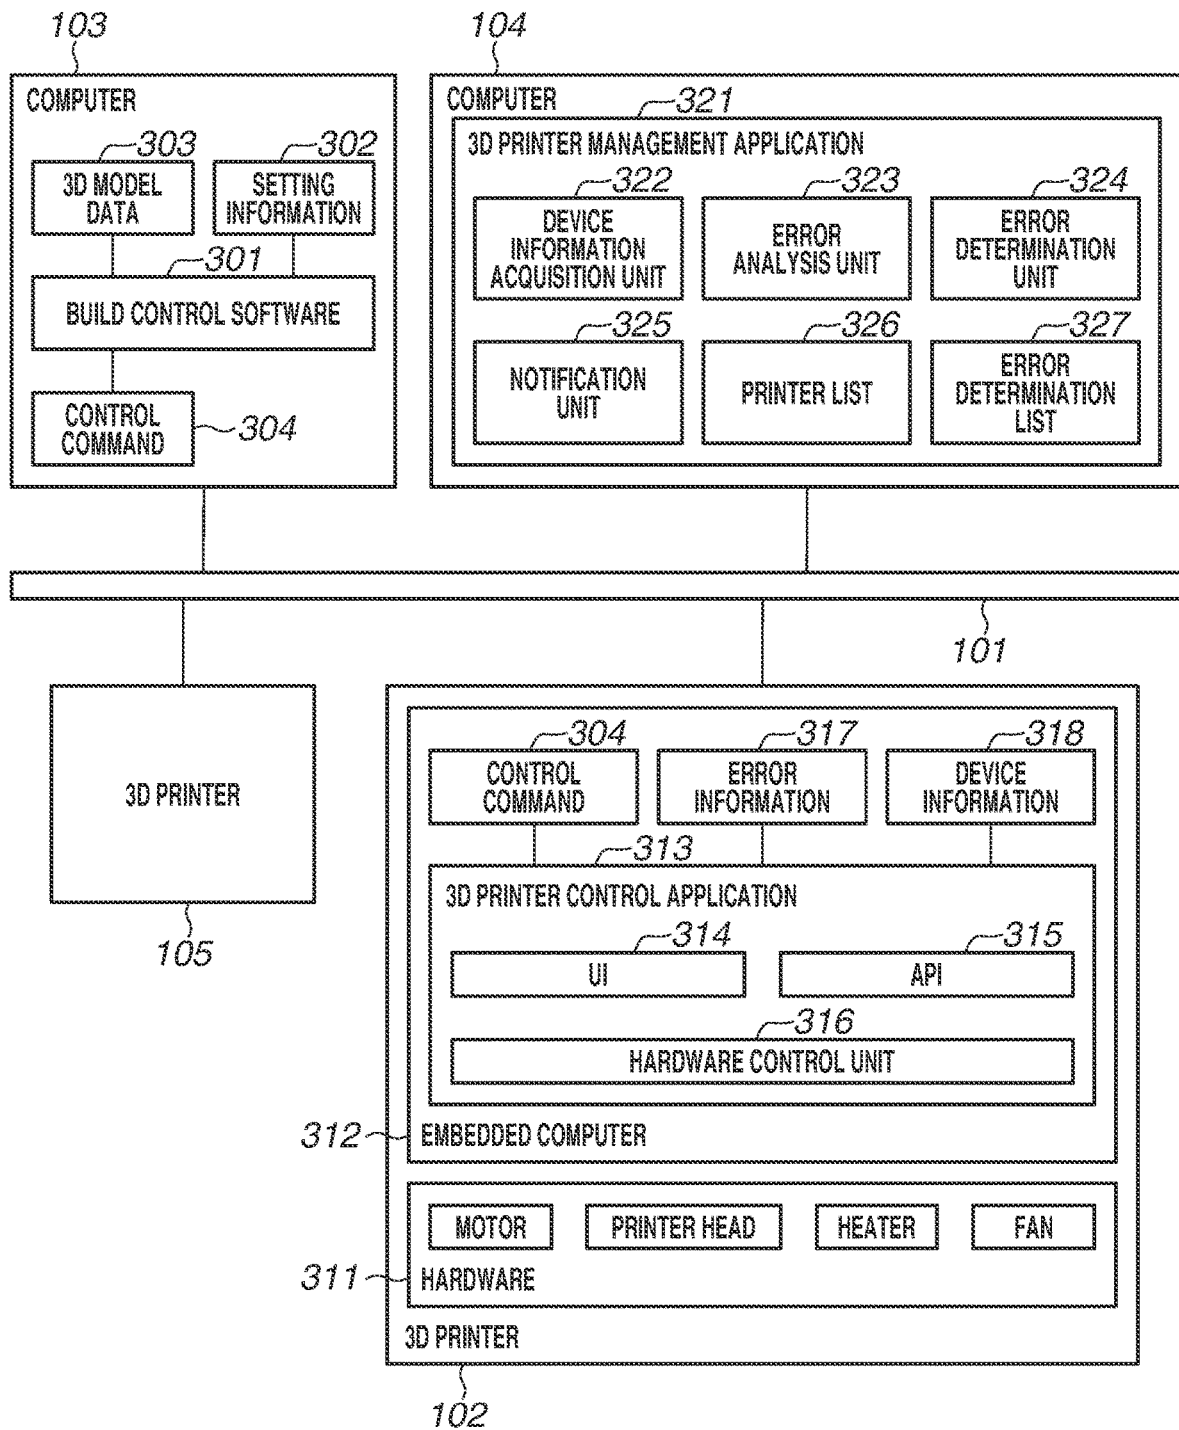 103
104
COMPUTER
COMPUTER
321
3D PRINTER MANAGEMENT APPLICATION
303
302
3D MODEL
DATA
SETTING
INFORMATION
301
BUILD CONTROL SOFTWARE
CONTROL
COMMAND
304
322
323
324
DEVICE
INFORMATION
ACQUISITION UNIT
ERROR
ANALYSIS UNIT
ERROR
DETERMINATION
UNIT
325
326
327
NOTIFICATION
UNIT
PRINTER LIST
ERROR
DETERMINATION
LIST
101
3D PRINTER
105
304
317
318
CONTROL
COMMAND
ERROR
INFORMATION
DEVICE
INFORMATION
313
3D PRINTER CONTROL APPLICATION
314
315
UI
API
316
HARDWARE CONTROL UNIT
312
EMBEDDED COMPUTER
MOTOR
PRINTER HEAD
HEATER
FAN
311
HARDWARE
3D PRINTER
102